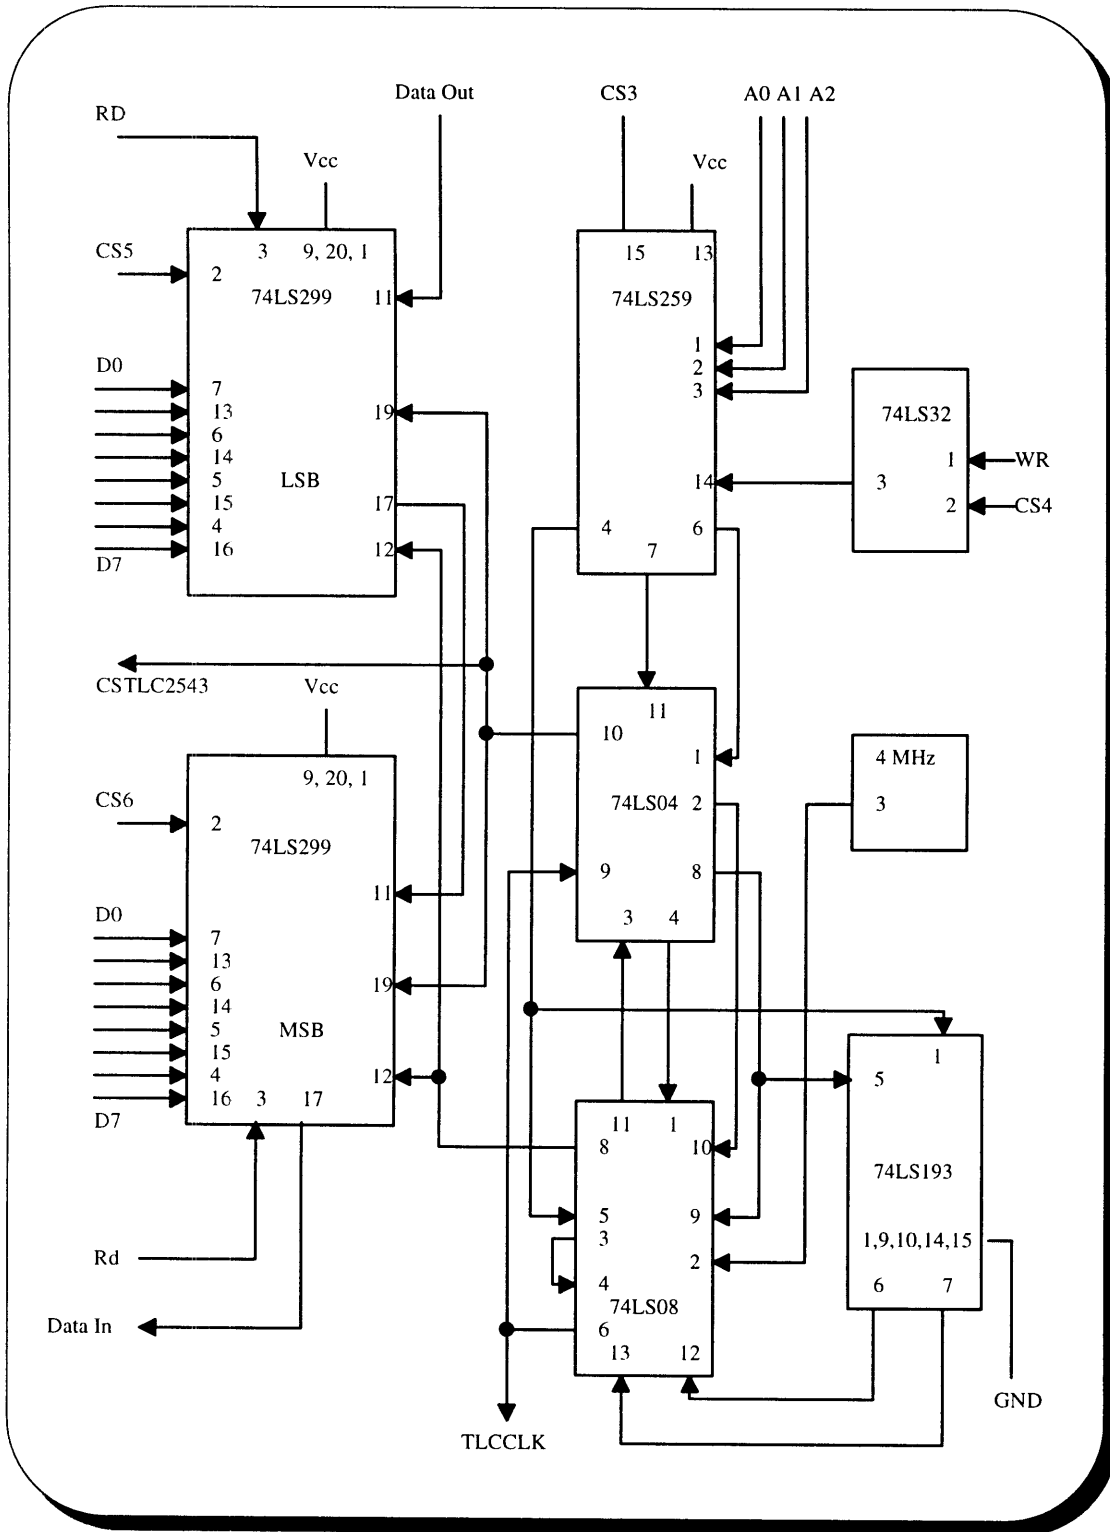 RD
Data Out
CS3
A0 A1 A2
Vcc
Vcc
CS5
3
9, 20, 1
2
74LS299
11
D0
7
13
6
14
5
15
4
16
D7
LSB
19
17
12
15
13
74LS259
1
2
3
14
4
6
7
74LS32
1
WR
3
2
CS4
CSTLC2543
Vcc
9, 20, 1
CS6
2
74LS299
11
D0
7
13
6
14
5
15
4
16
3
17
D7
MSB
19
12
Rd
Data In
11
10
1
74LS04
2
9
8
3
4
4 MHz
3
11
1
8
10
5
9
3
2
4
74LS08
6
13
12
TLCCLK
1
5
74LS193
1,9,10,14,15
6
7
GND